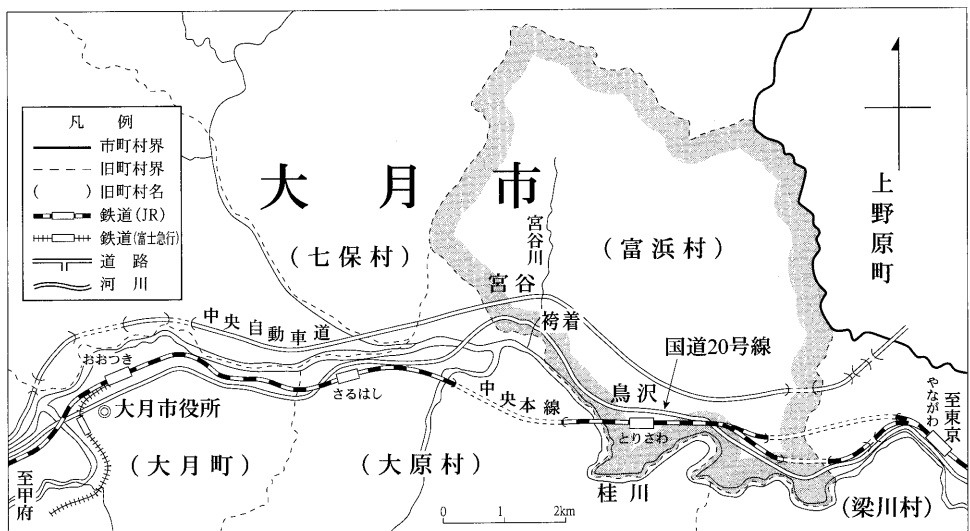 凡例
市町村界
旧町村界
( )旧町村名
鉄道(JR)
鉄道(富士急行)
道路
河川
大月市
(七保村)
宮谷川
(富浜村)
上野原町
宮谷
袴着
中央自動車道
国道20号線
おおつき
さるはし
鳥沢
大月市役所
中央本線
とりさわ
やながわ
至東京
至甲府
(大月町)
(大原村)
桂川
(梁川村)
0 1 2km